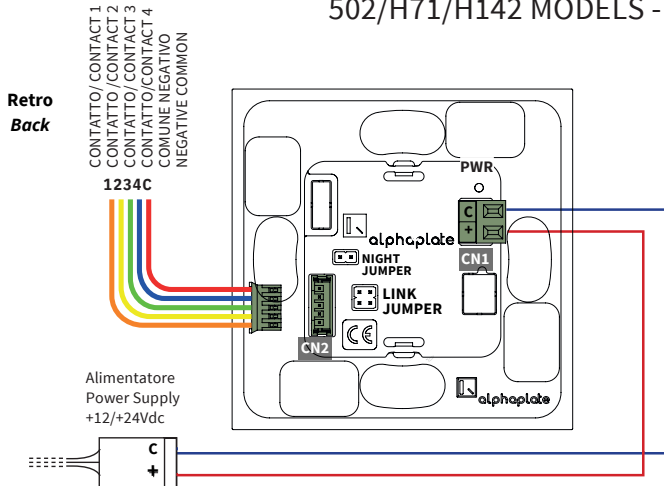 502/H71/H142 MODELS -
CONTATTO/ CONTACT 1
CONTATTO /CONTACT 2
CONTATTO/ CONTACT 3
CONTATTO/CONTACT 4
COMUNE NEGATIVO
NEGATIVE COMMON
Retro
Back
1234C
PWR
C
+
alphaplate
CN1
NIGHT
JUMPER
LINK
JUMPER
CE
CN2
alphaplate
Alimentatore
Power Supply
+12/+24Vdc
C
+